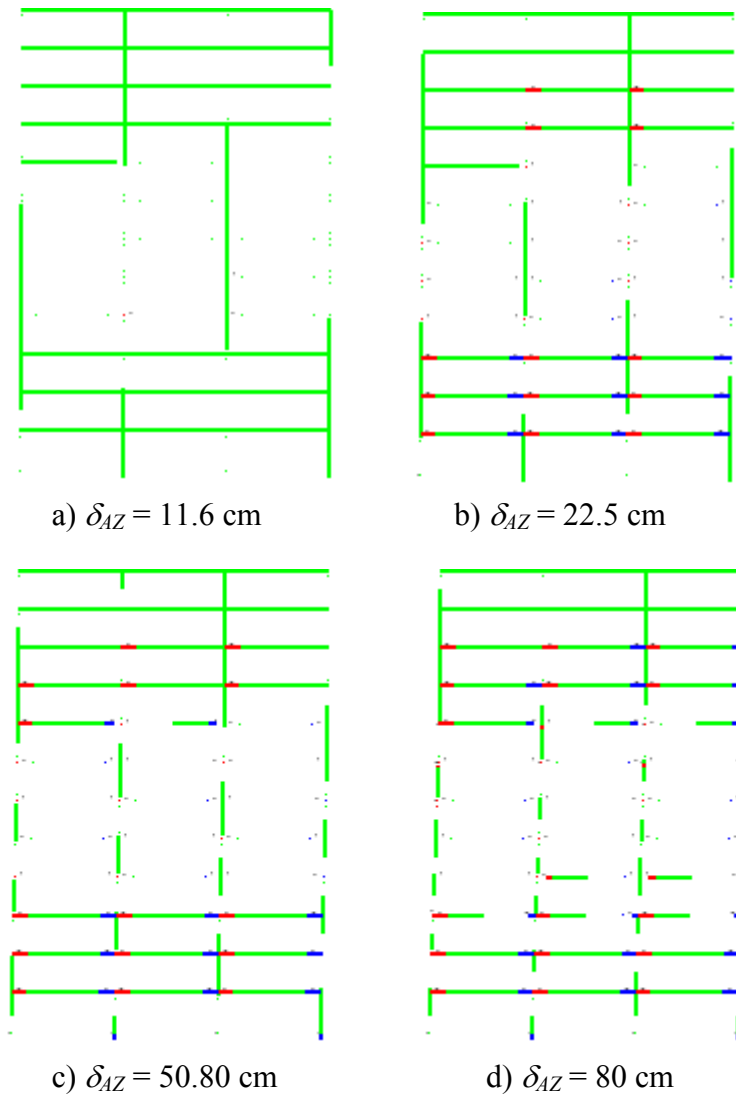 a) δAZ = 11.6 cm
b) δAZ = 22.5 cm
c) δAZ = 50.80 cm
d) δAZ = 80 cm